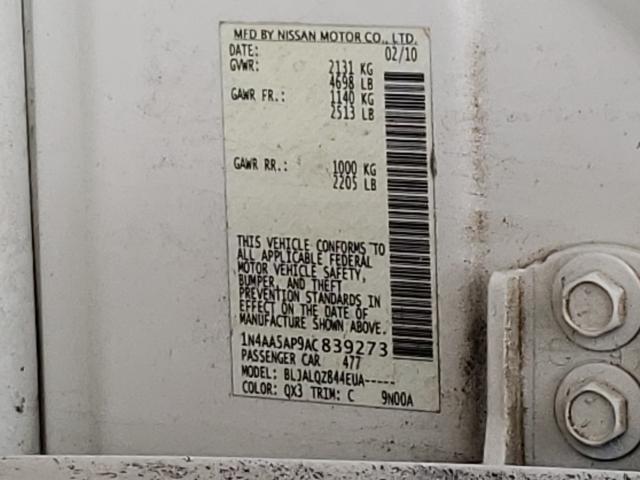 MFD BY NISSAN MOTOR CO., LTD.
DATE: 02/10
GVWR: 2131 KG
4698 LB
GAWR FR.: 1140 KG
2513 LB
GAWR RR.: 1000 KG
2205 LB
THIS VEHICLE CONFORMS TO
ALL APPLICABLE FEDERAL
MOTOR VEHICLE SAFETY,
BUMPER, AND THEFT
PREVENTION STANDARDS IN
EFFECT ON THE DATE OF
MANUFACTURE SHOWN ABOVE.
1N4AA5AP9AC839273
PASSENGER CAR 477
MODEL: BLJALQZB44EUA-----
COLOR: QX3 TRIM: C 9N00A